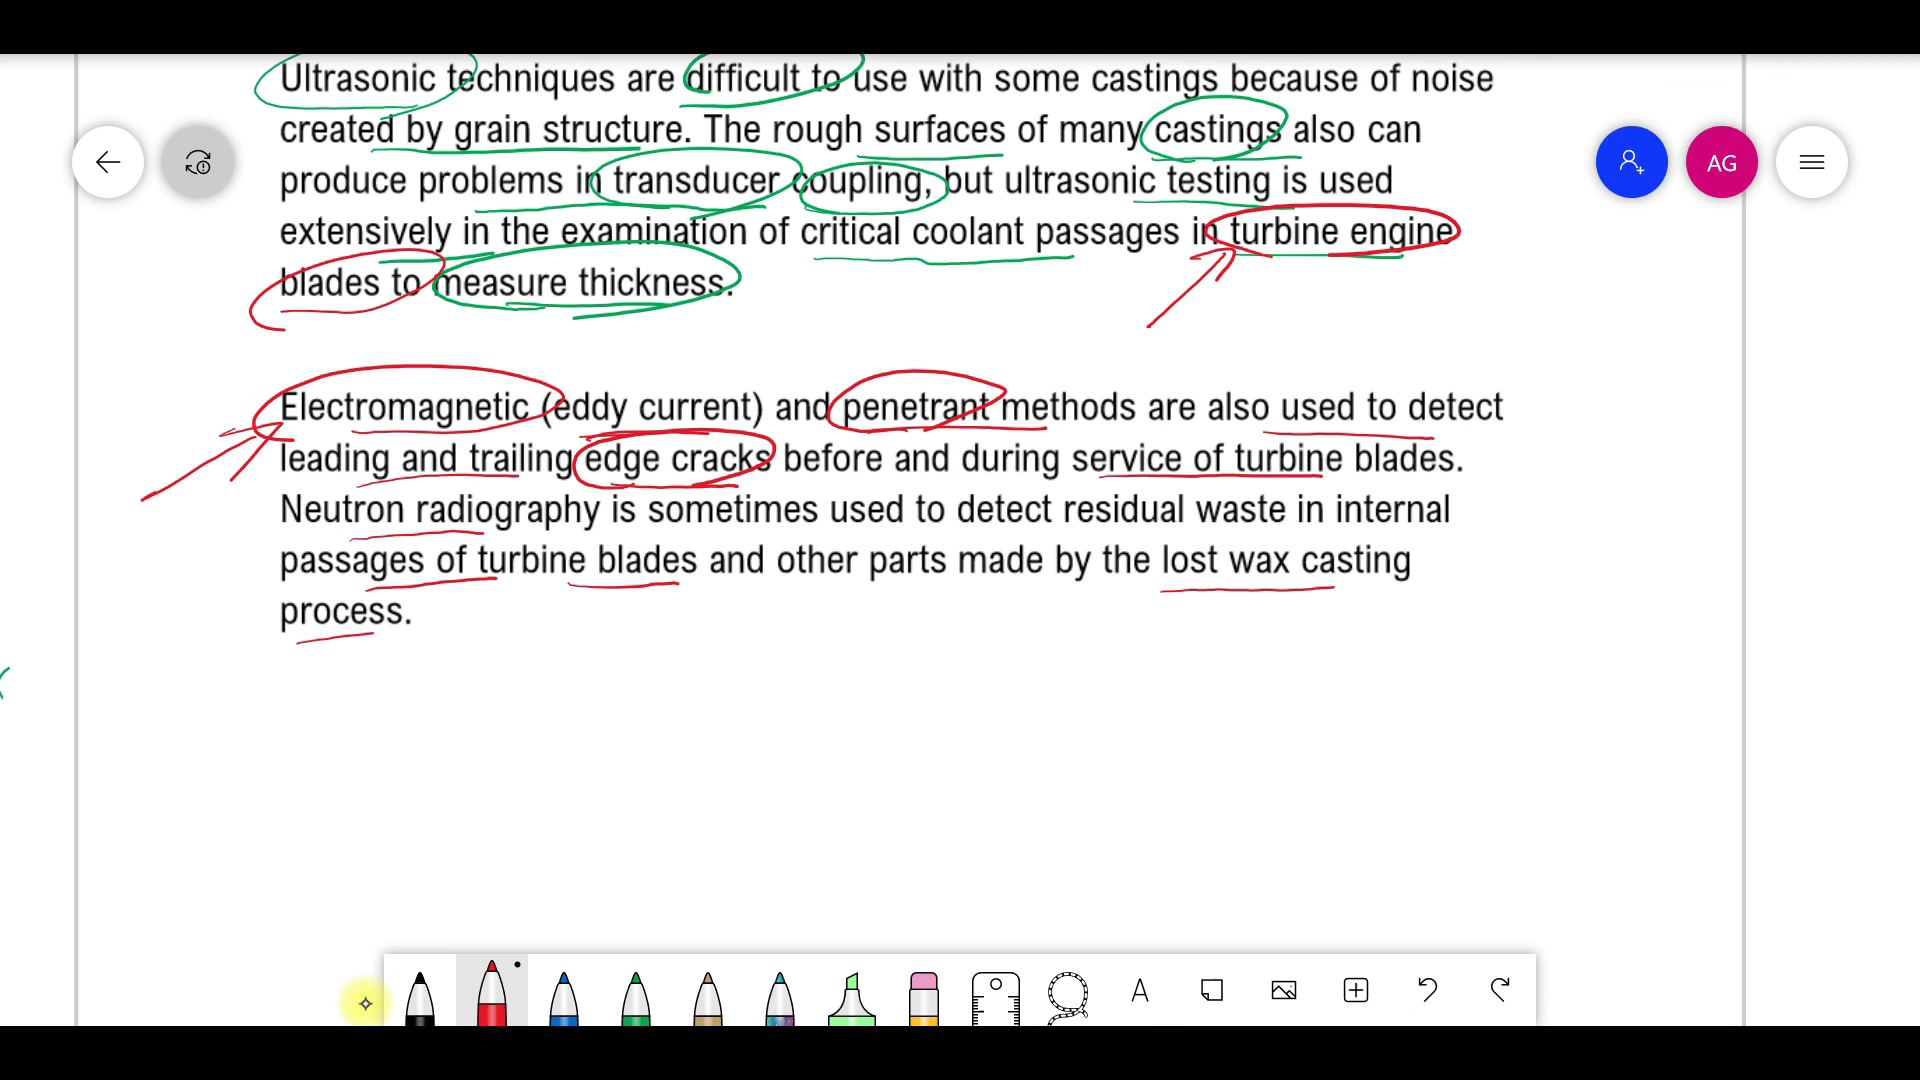 Ultrasonic techniques are difficult to use with some castings because of noise
created by grain structure. The rough surfaces of many castings also can
produce problems in transducer coupling, but ultrasonic testing is used
extensively in the examination of critical coolant passages in turbine engine
blades to measure thickness.
Electromagnetic (eddy current) and penetrant methods are also used to detect
leading and trailing edge cracks before and during service of turbine blades.
Neutron radiography is sometimes used to detect residual waste in internal
passages of turbine blades and other parts made by the lost wax casting
process.
AG